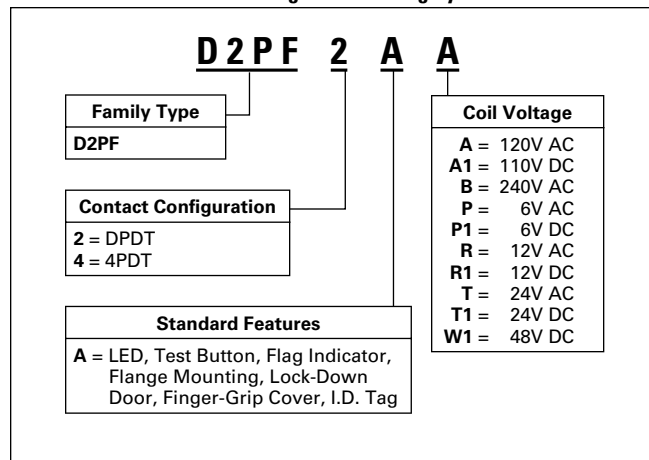 D2PF 2 A A
Family Type
D2PF
Contact Configuration
2 = DPDT
4 = 4PDT
Standard Features
A = LED, Test Button, Flag Indicator,
Flange Mounting, Lock-Down
Door, Finger-Grip Cover, I.D. Tag
Coil Voltage
A = 120V AC
A1 = 110V DC
B = 240V AC
P = 6V AC
P1 = 6V DC
R = 12V AC
R1 = 12V DC
T = 24V AC
T1 = 24V DC
W1 = 48V DC